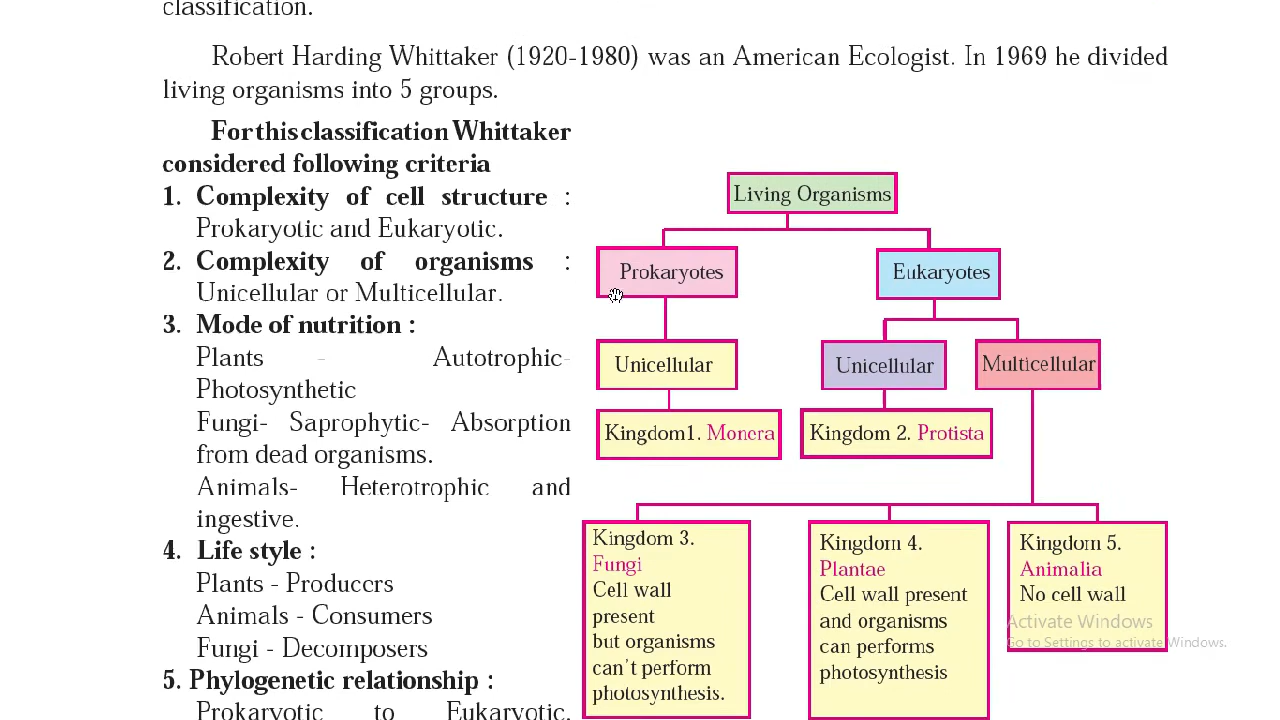 classification.
Robert Harding Whittaker (1920-1980) was an American Ecologist. In 1969 he divided
living organisms into 5 groups.
For this classification Whittaker
considered following criteria
1. Complexity of cell structure :
Prokaryotic and Eukaryotic.
2. Complexity of organisms :
Unicellular or Multicellular.
3. Mode of nutrition :
Plants - Autotrophic-
Photosynthetic
Fungi- Saprophytic- Absorption
from dead organisms.
Animals- Heterotrophic and
ingestive.
4. Life style :
Plants - Producers
Animals - Consumers
Fungi - Decomposers
5. Phylogenetic relationship :
Prokaryotic to Eukaryotic,
Living Organisms
Prokaryotes
Eukaryotes
Unicellular
Unicellular
Multicellular
Kingdom1. Monera
Kingdom 2. Protista
Kingdom 3.
Fungi
Cell wall
present
but organisms
can't perform
photosynthesis.
Kingdom 4.
Plantae
Cell wall present
and organisms
can performs
photosynthesis
Kingdom 5.
Animalia
No cell wall
Activate Windows
Go to Settings to activate Windows.